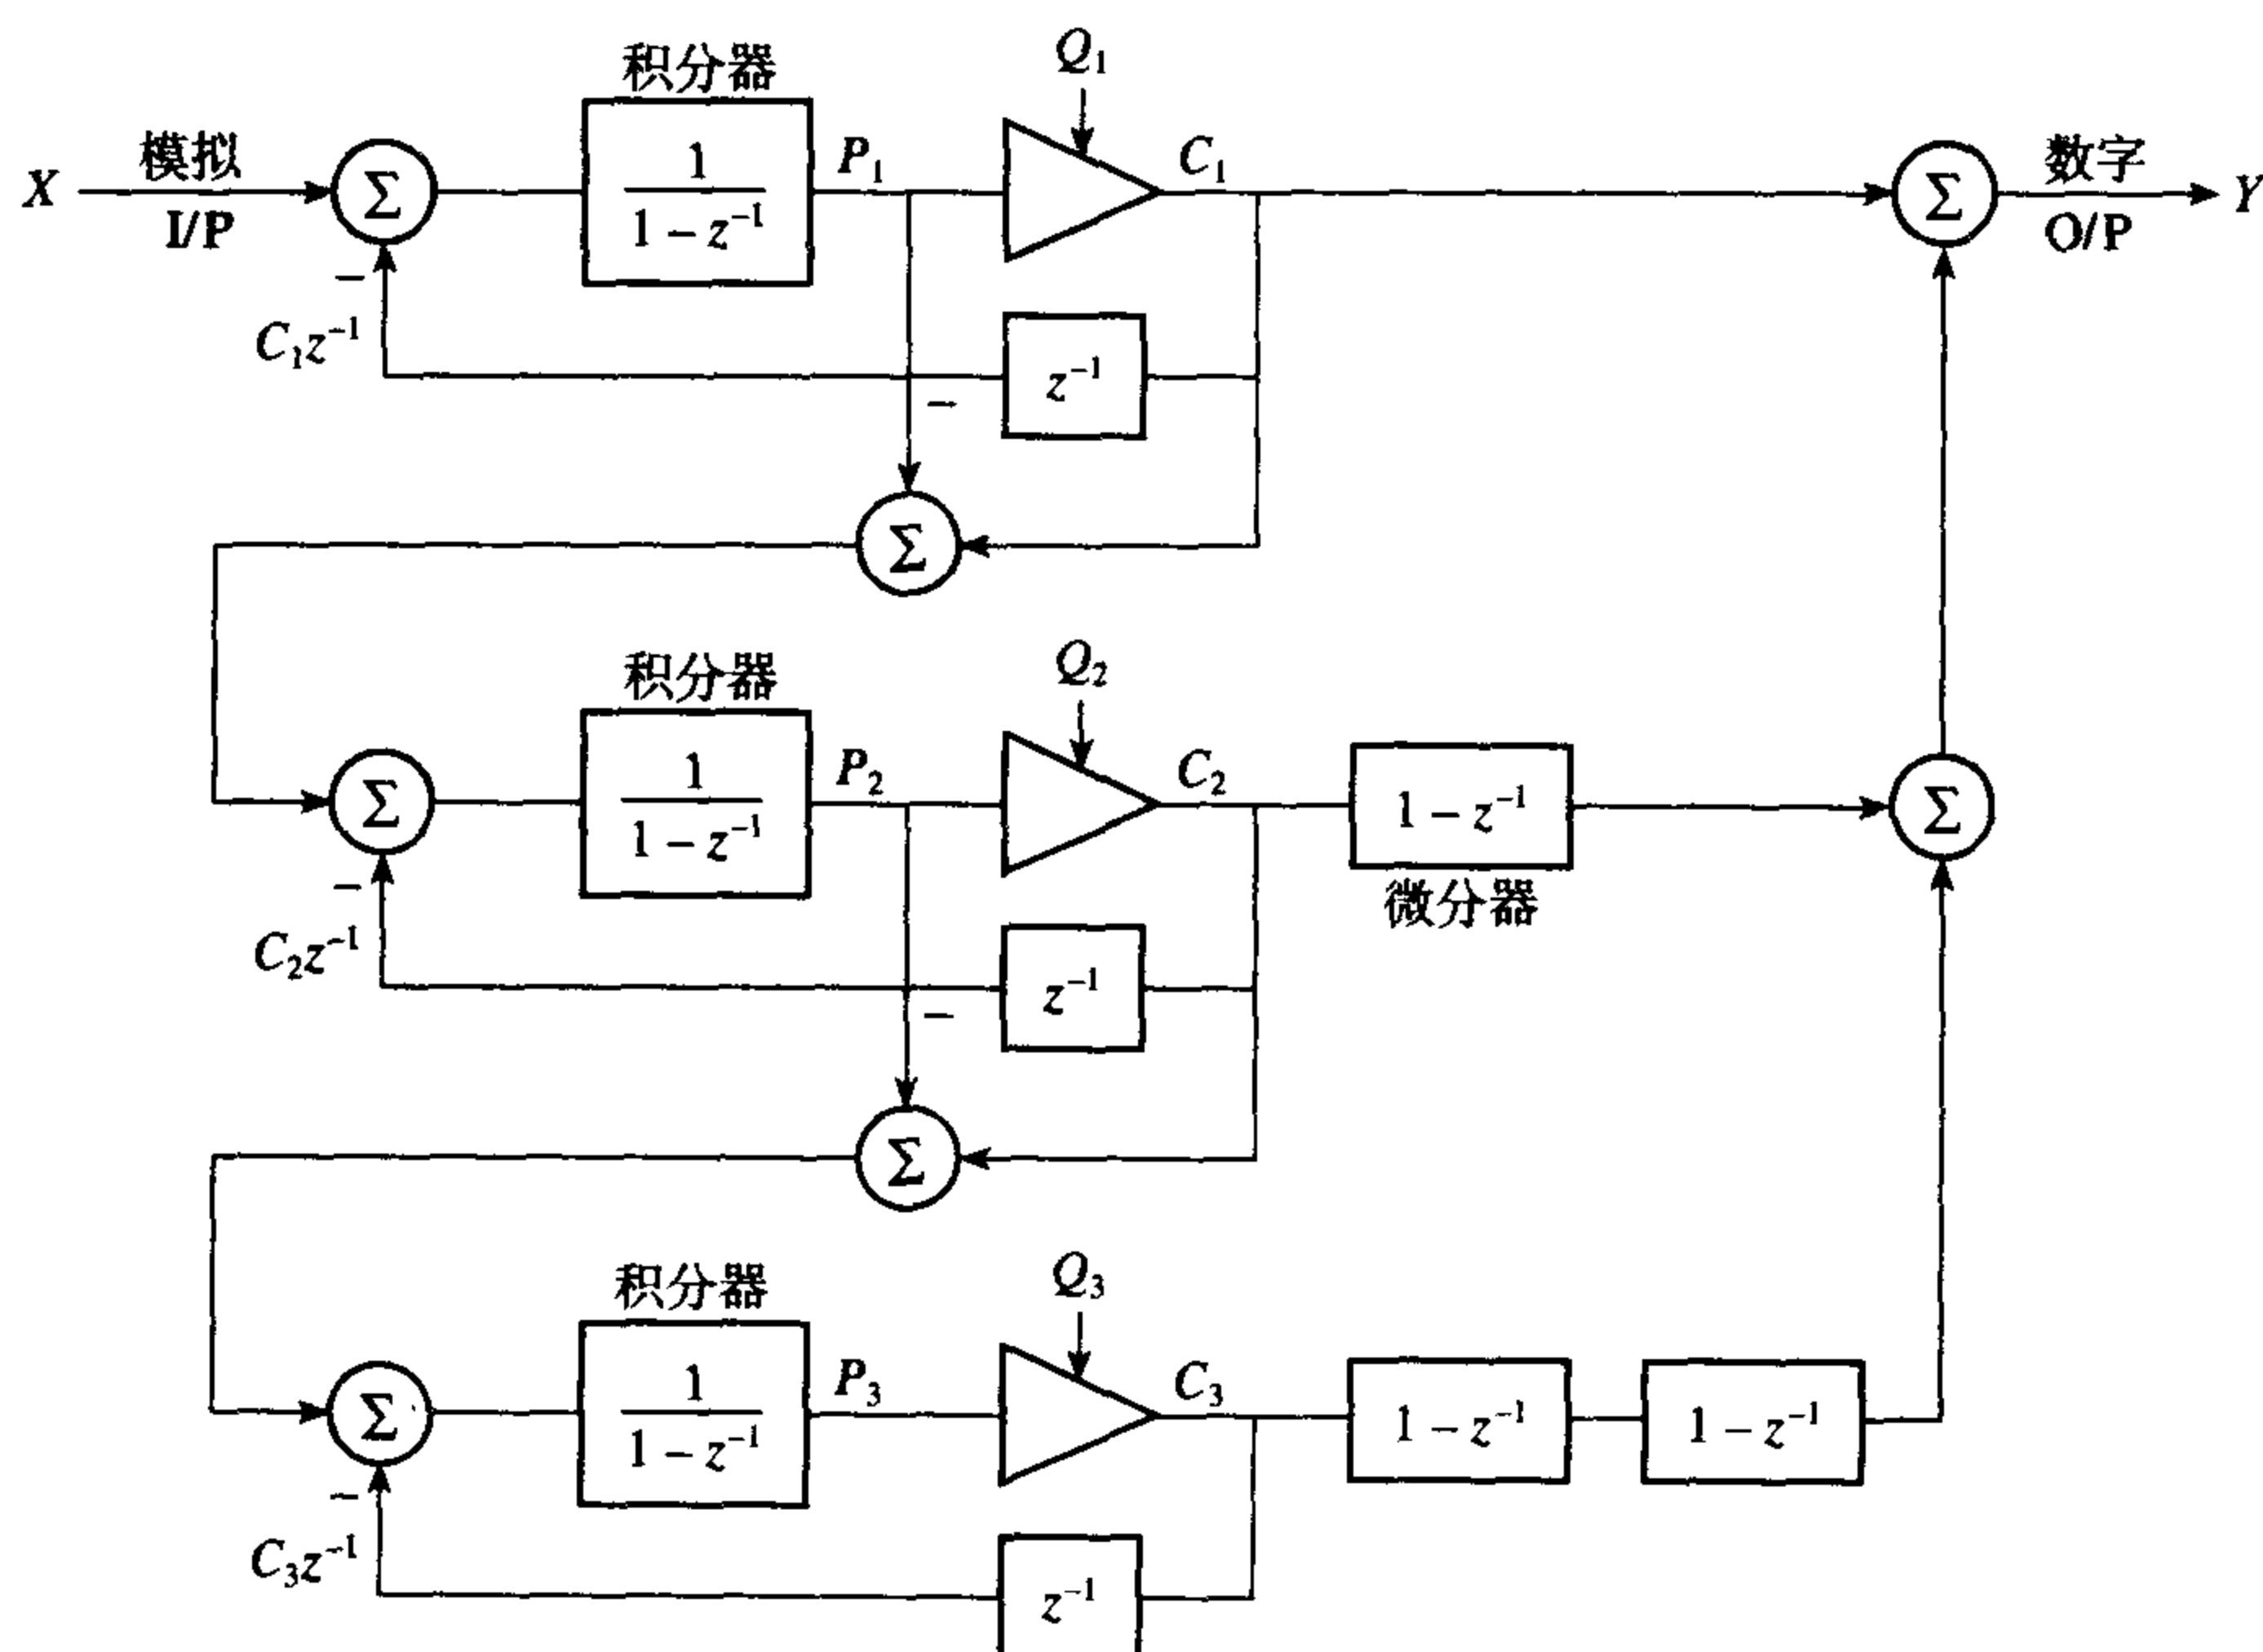 积分器
Q₁
X
模拟
I/P
Σ
1
1 − z⁻¹
P₁
C₁
Σ
数字
O/P
Y
−
C₁z⁻¹
z⁻¹
−
Σ
积分器
Q₂
Σ
1
1 − z⁻¹
P₂
C₂
1 − z⁻¹
微分器
Σ
−
C₂z⁻¹
z⁻¹
−
Σ
积分器
Q₃
Σ
1
1 − z⁻¹
P₃
C₃
1 − z⁻¹
1 − z⁻¹
−
C₃z⁻¹
z⁻¹